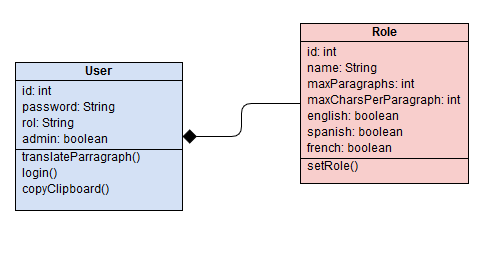 User
id: int
password: String
rol: String
admin: boolean
translateParragraph()
login()
copyClipboard()
Role
id: int
name: String
maxParagraphs: int
maxCharsPerParagraph: int
english: boolean
spanish: boolean
french: boolean
setRole()